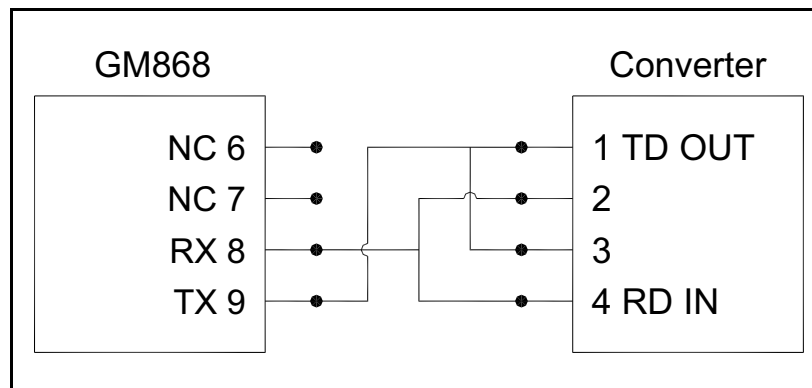 GM868
Converter
NC 6
1 TD OUT
NC 7
2
RX 8
3
TX 9
4 RD IN